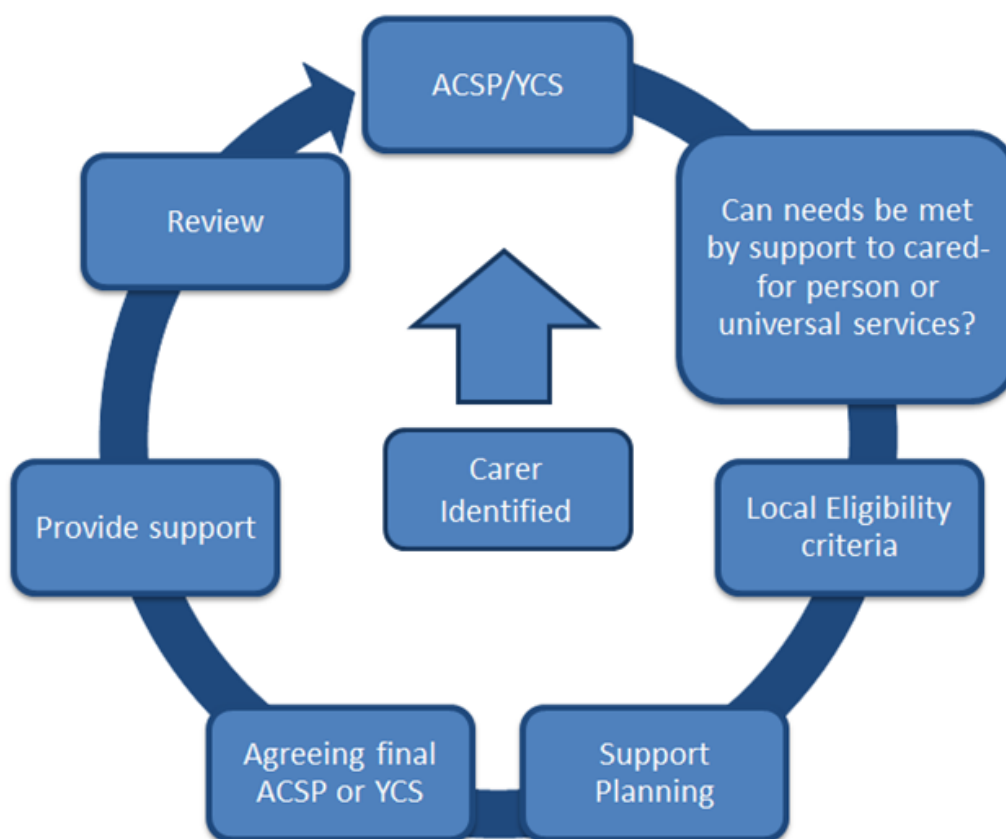 ACSP/YCS
Can needs be met
by support to cared-
for person or
universal services?
Local Eligibility
criteria
Support
Planning
Agreeing final
ACSP or YCS
Provide support
Review
Carer
Identified